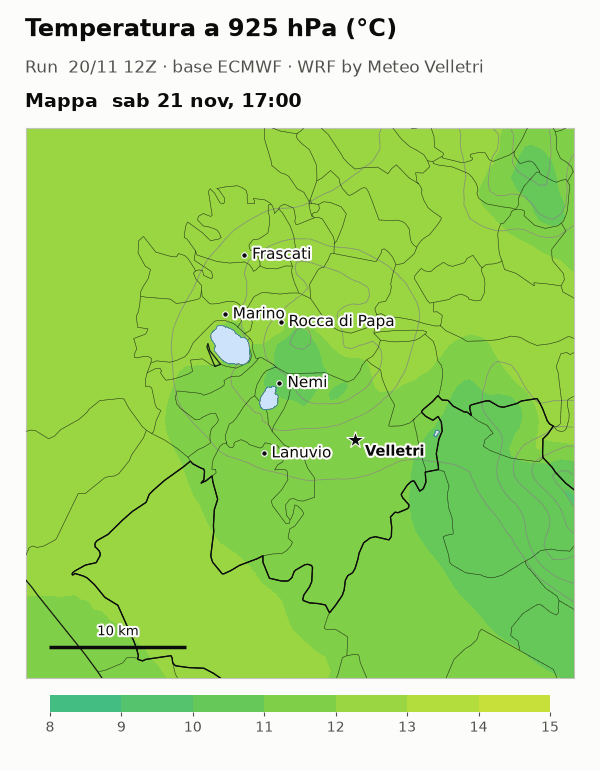 Temperatura a 925 hPa (°C)
Run  20/11 12Z · base ECMWF · WRF by Meteo Velletri
Mappa  sab 21 nov, 17:00
Frascati
Marino
Rocca di Papa
Nemi
Velletri
Lanuvio
10 km
8 9 10 11 12 13 14 15